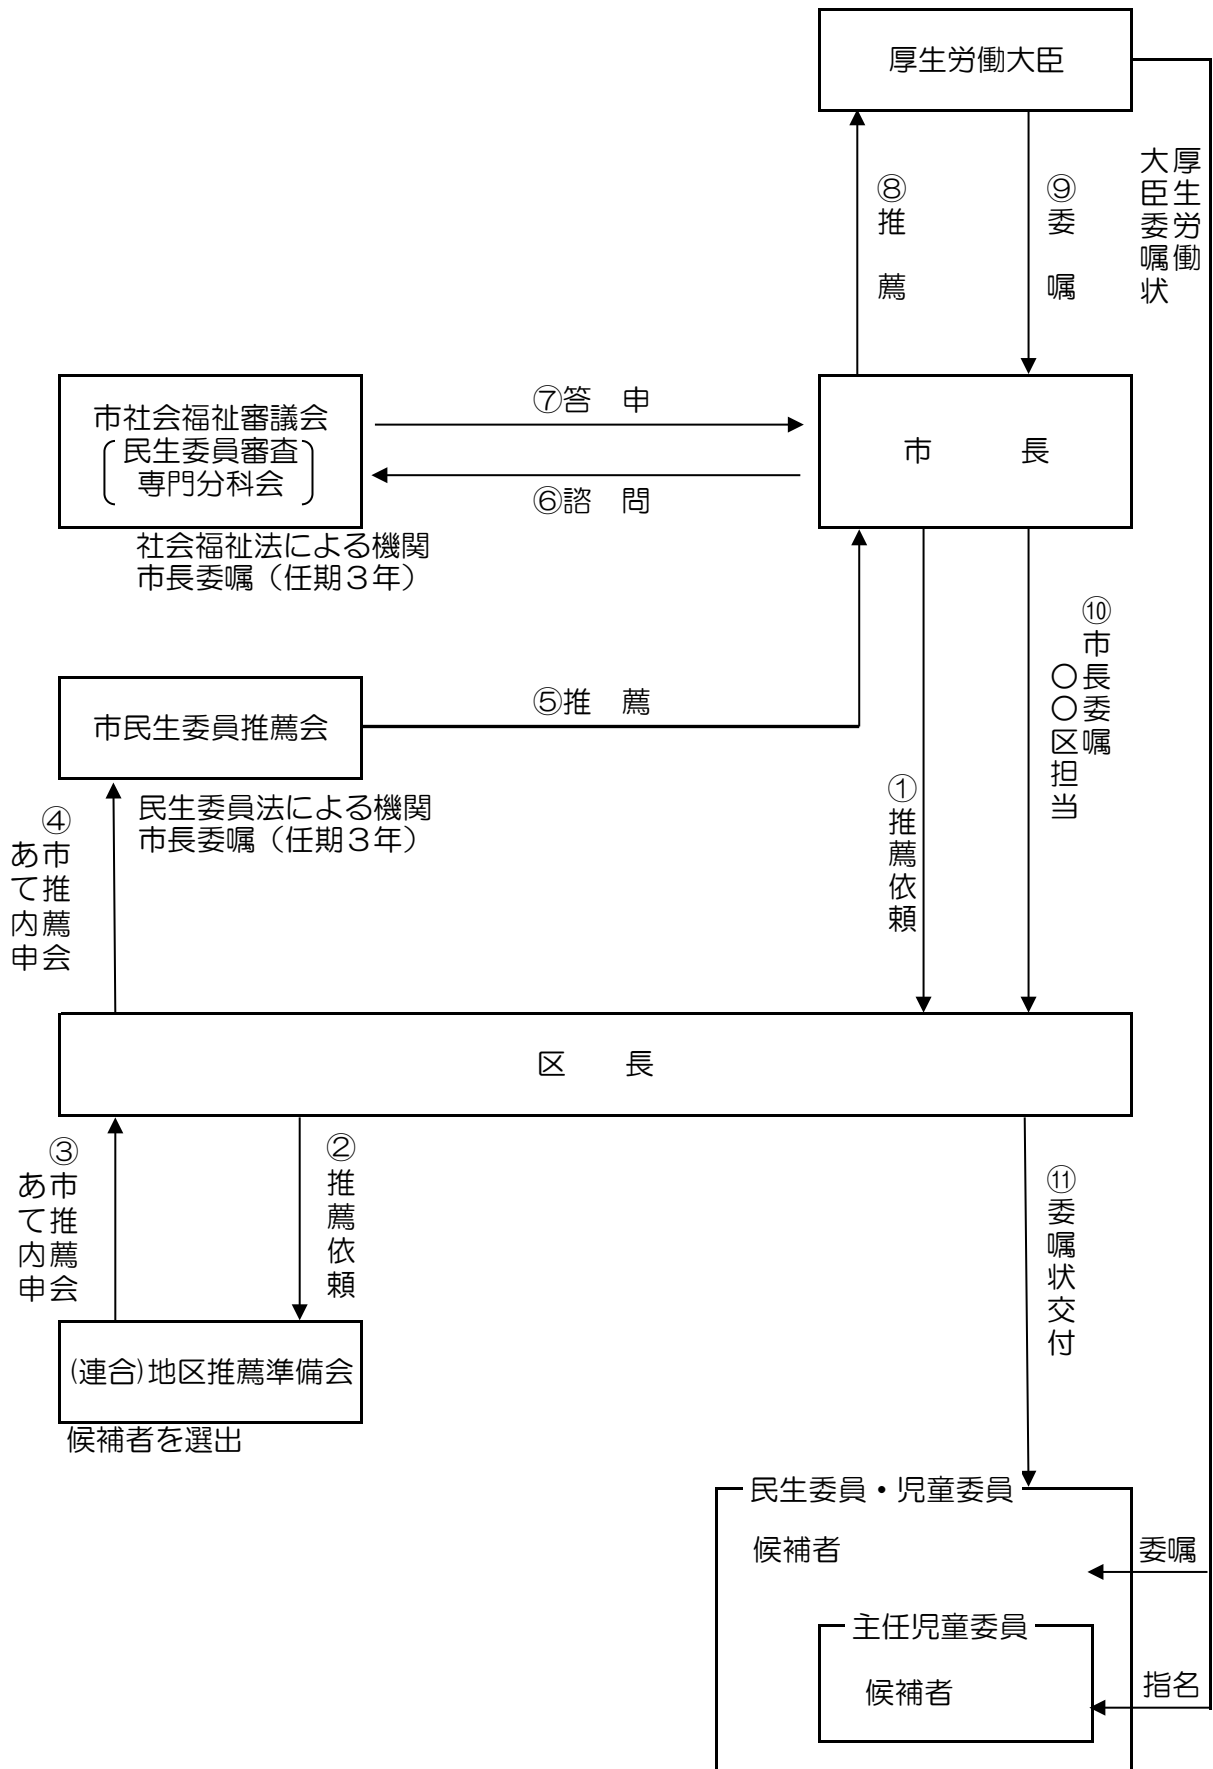 厚生労働大臣
⑧推　薦
⑨委　嘱
厚生労働
大臣委嘱状
市社会福祉審議会
民生委員審査
専門分科会
⑦答　申
⑥諮　問
市　　　長
社会福祉法による機関
市長委嘱（任期３年）
市民生委員推薦会
⑤推　薦
民生委員法による機関
市長委嘱（任期３年）
①推薦依頼
⑩市長委嘱
〇〇区担当
④市推薦会
あて内申
区　　長
③市推薦会
あて内申
②推薦依頼
⑪委嘱状交付
(連合)地区推薦準備会
候補者を選出
民生委員・児童委員
候補者
委嘱
主任児童委員
候補者
指名